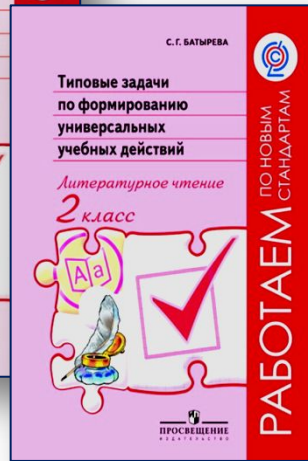 С. Г. БАТЫРЕВА
Типовые задачи
по формированию
универсальных
учебных действий
Литературное чтение
2 класс
Аа
ПРОСВЕЩЕНИЕ
ИЗДАТЕЛЬСТВО
РАБОТАЕМ
ПО НОВЫМ
СТАНДАРТАМ